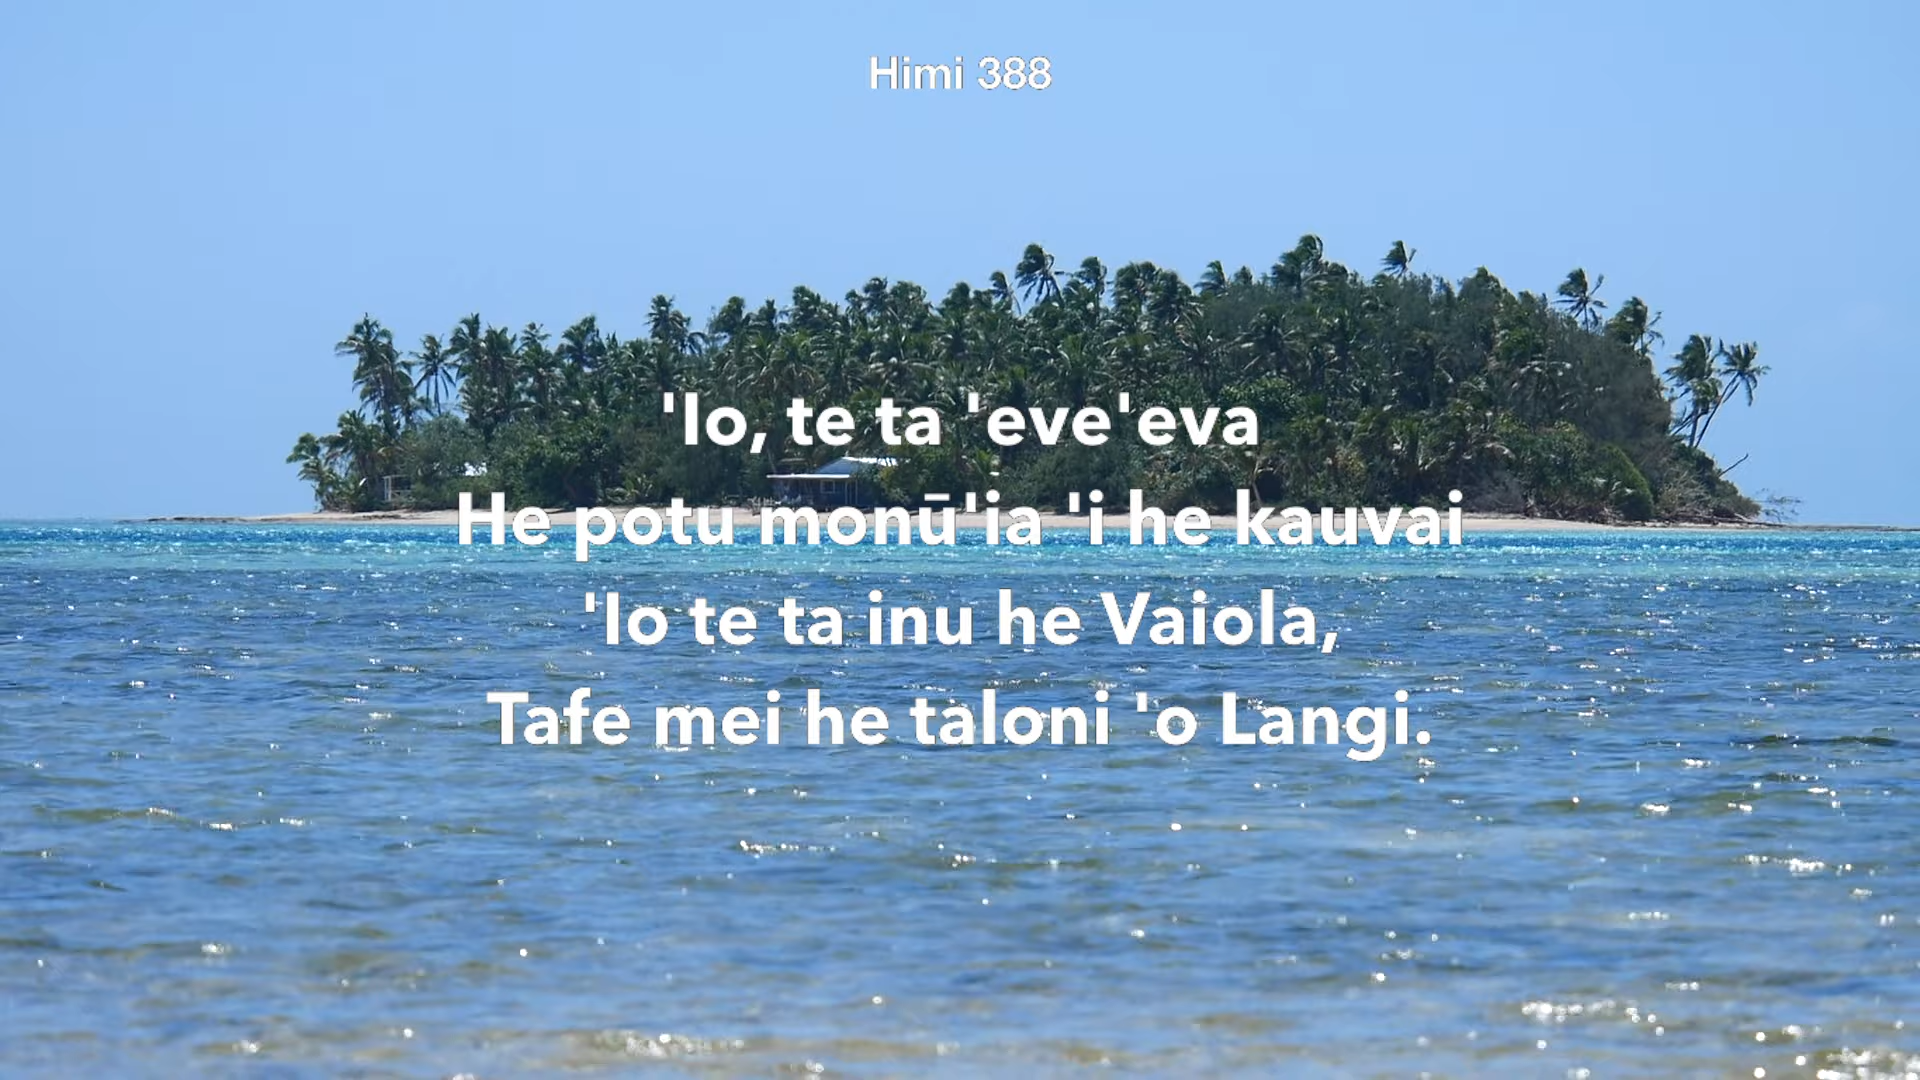 Himi 388
'Io, te ta 'eve'eva
He potu monū'ia 'i he kauvai
'Io te ta inu he Vaiola,
Tafe mei he taloni 'o Langi.